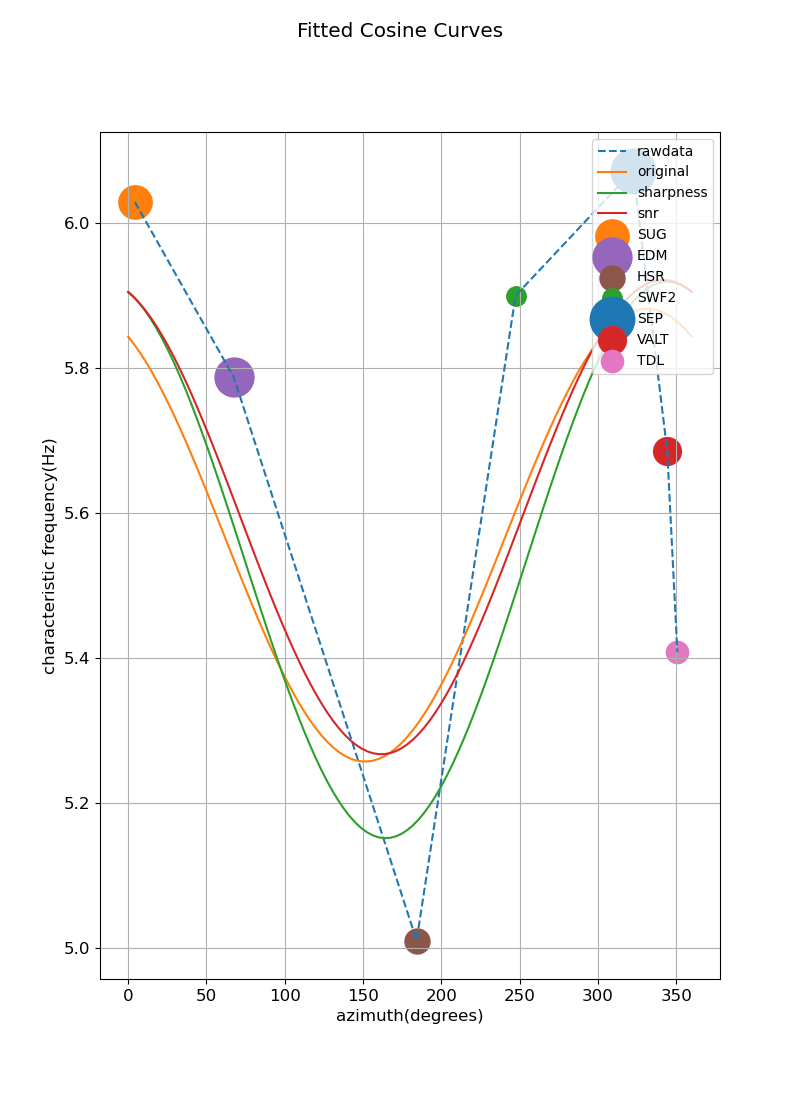 Fitted Cosine Curves
rawdata
original
sharpness
snr
SUG
EDM
HSR
SWF2
SEP
VALT
TDL
characteristic frequency(Hz)
6.0
5.8
5.6
5.4
5.2
5.0
0 50 100 150 200 250 300 350
azimuth(degrees)